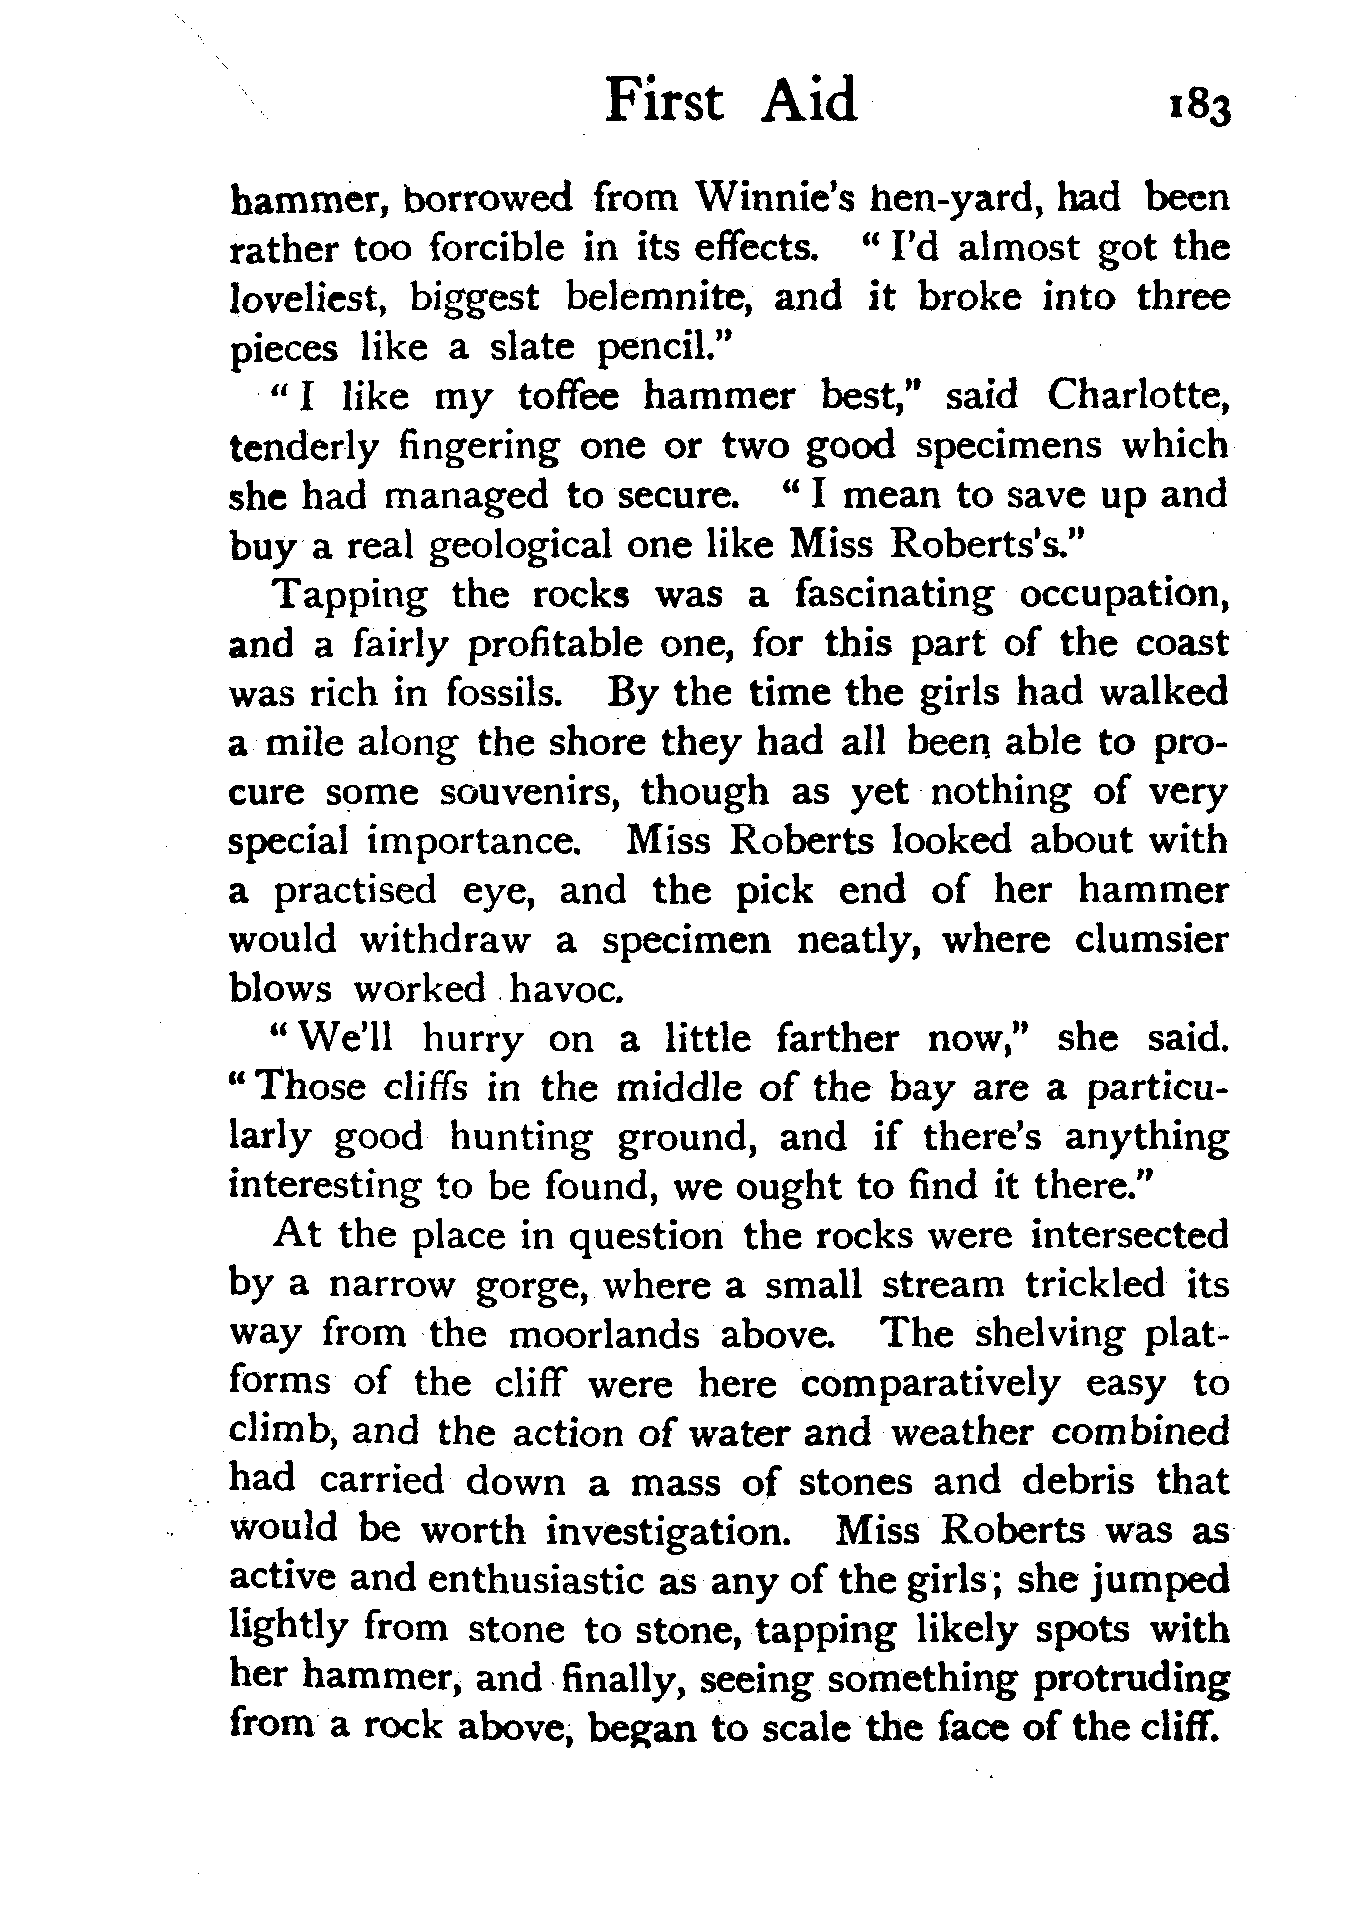 First Aid 183
hammer, borrowed from Winnie's hen-yard, had been
rather too forcible in its effects. “ I'd almost got the
loveliest, biggest belemnite, and it broke into three
pieces like a slate pencil.”
“ I like my toffee hammer best,” said Charlotte,
tenderly fingering one or two good specimens which
she had managed to secure. “ I mean to save up and
buy a real geological one like Miss Roberts's.”
Tapping the rocks was a fascinating occupation,
and a fairly profitable one, for this part of the coast
was rich in fossils. By the time the girls had walked
a mile along the shore they had all been able to pro-
cure some souvenirs, though as yet nothing of very
special importance. Miss Roberts looked about with
a practised eye, and the pick end of her hammer
would withdraw a specimen neatly, where clumsier
blows worked havoc.
“ We'll hurry on a little farther now,” she said.
“ Those cliffs in the middle of the bay are a particu-
larly good hunting ground, and if there's anything
interesting to be found, we ought to find it there.”
At the place in question the rocks were intersected
by a narrow gorge, where a small stream trickled its
way from the moorlands above. The shelving plat-
forms of the cliff were here comparatively easy to
climb, and the action of water and weather combined
had carried down a mass of stones and debris that
would be worth investigation. Miss Roberts was as
active and enthusiastic as any of the girls; she jumped
lightly from stone to stone, tapping likely spots with
her hammer, and finally, seeing something protruding
from a rock above, began to scale the face of the cliff.